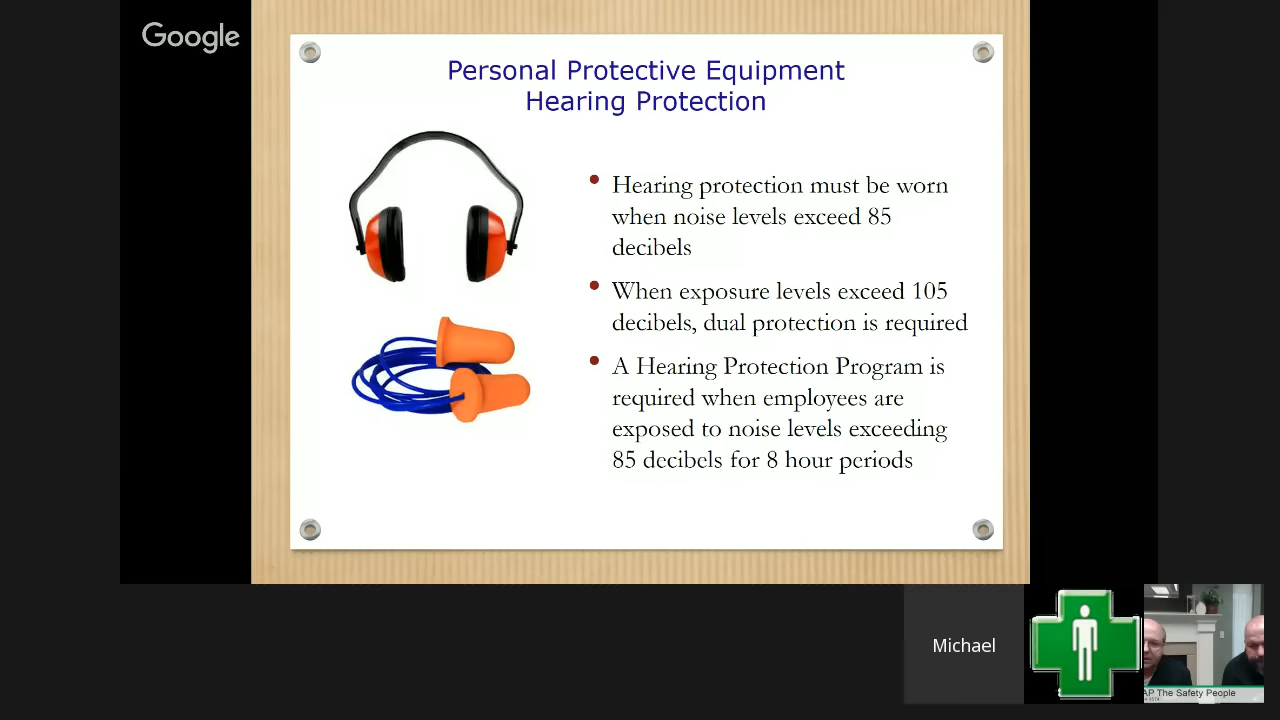 Google
Personal Protective Equipment
Hearing Protection
Hearing protection must be worn
when noise levels exceed 85
decibels
When exposure levels exceed 105
decibels, dual protection is required
A Hearing Protection Program is
required when employees are
exposed to noise levels exceeding
85 decibels for 8 hour periods
Michael
AP The Safety People